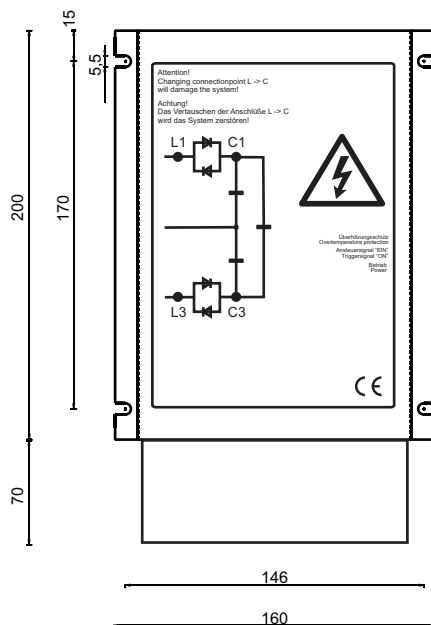 15
5,5
200
170
70
Attention!
Changing connectionpoint L -> C
will damage the system!
Achtung!
Das Vertauschen der Anschlüße L -> C
wird das System zerstören!
L1
C1
L3
C3
Überhitzungsschutz
Overtemperature protection
Ansteuersignal "EIN"
Triggersignal "ON"
Betrieb
Power
CE
146
160